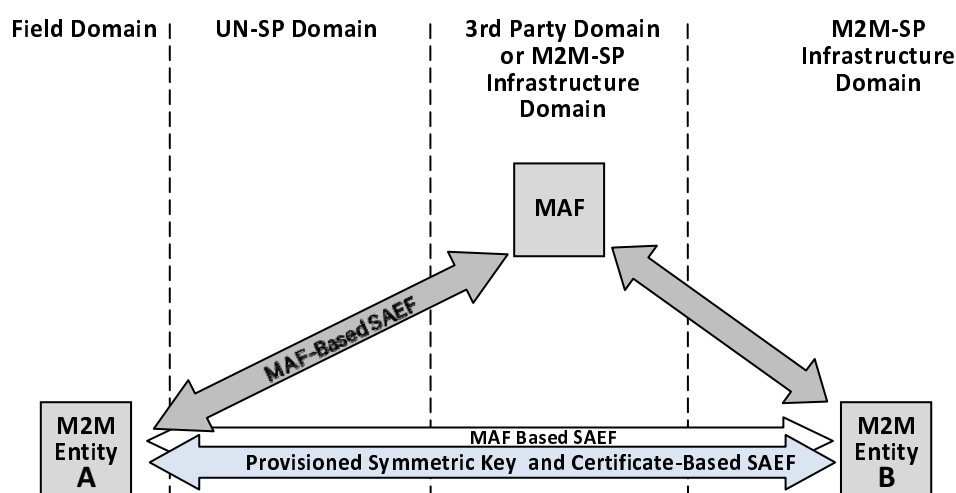 Field Domain
UN-SP Domain
3rd Party Domain
or M2M-SP
Infrastructure
Domain
M2M-SP
Infrastructure
Domain
MAF
MAF-Based SAEF
M2M
Entity
A
MAF Based SAEF
Provisioned Symmetric Key and Certificate-Based SAEF
M2M
Entity
B